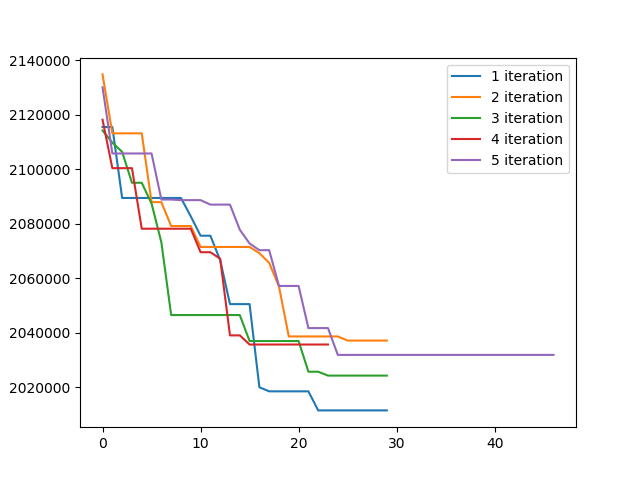 2140000
2120000
2100000
2080000
2060000
2040000
2020000
0 10 20 30 40
1 iteration
2 iteration
3 iteration
4 iteration
5 iteration